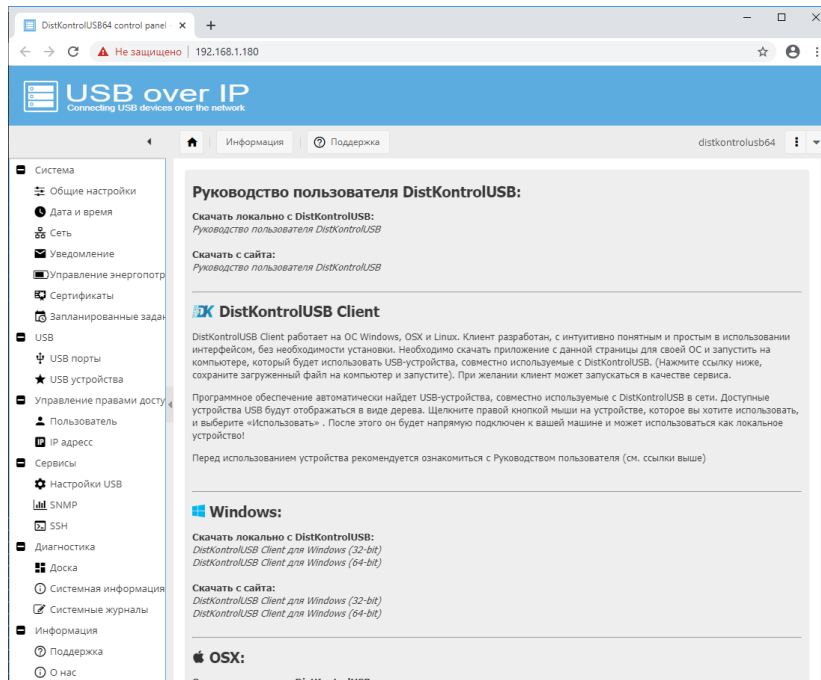 DistKontrolUSB64 control panel -
Не защищено 192.168.1.180
USB over IP
Connecting USB devices over the network
Информация Поддержка distkontrolusb64
Система
Общие настройки
Дата и время
Сеть
Уведомление
Управление энергопотр
Сертификаты
Запланированные задан
USB
USB порты
USB устройства
Управление правами досту
Пользователь
IP адресс
Сервисы
Настройки USB
SNMP
SSH
Диагностика
Доска
Системная информация
Системные журналы
Информация
Поддержка
О нас
Руководство пользователя DistKontrolUSB:
Скачать локально с DistKontrolUSB:
Руководство пользователя DistKontrolUSB
Скачать с сайта:
Руководство пользователя DistKontrolUSB
DK DistKontrolUSB Client
DistKontrolUSB Client работает на ОС Windows, OSX и Linux. Клиент разработан, с интуитивно понятным и простым в использовании
интерфейсом, без необходимости установки. Необходимо скачать приложение с данной страницы для своей ОС и запустить на
компьютере, который будет использовать USB-устройства, совместно используемые с DistKontrolUSB. (Нажмите ссылку ниже,
сохраните загруженный файл на компьютер и запустите). При желании клиент может запускаться в качестве сервиса.
Программное обеспечение автоматически найдет USB-устройства, совместно используемые с DistKontrolUSB в сети. Доступные
устройства USB будут отображаться в виде дерева. Щелкните правой кнопкой мыши на устройстве, которое вы хотите использовать,
и выберите «Использовать» . После этого он будет напрямую подключен к вашей машине и может использоваться как локальное
устройство!
Перед использованием устройства рекомендуется ознакомиться с Руководством пользователя (см. ссылки выше)
Windows:
Скачать локально с DistKontrolUSB:
DistKontrolUSB Client для Windows (32-bit)
DistKontrolUSB Client для Windows (64-bit)
Скачать с сайта:
DistKontrolUSB Client для Windows (32-bit)
DistKontrolUSB Client для Windows (64-bit)
OSX: